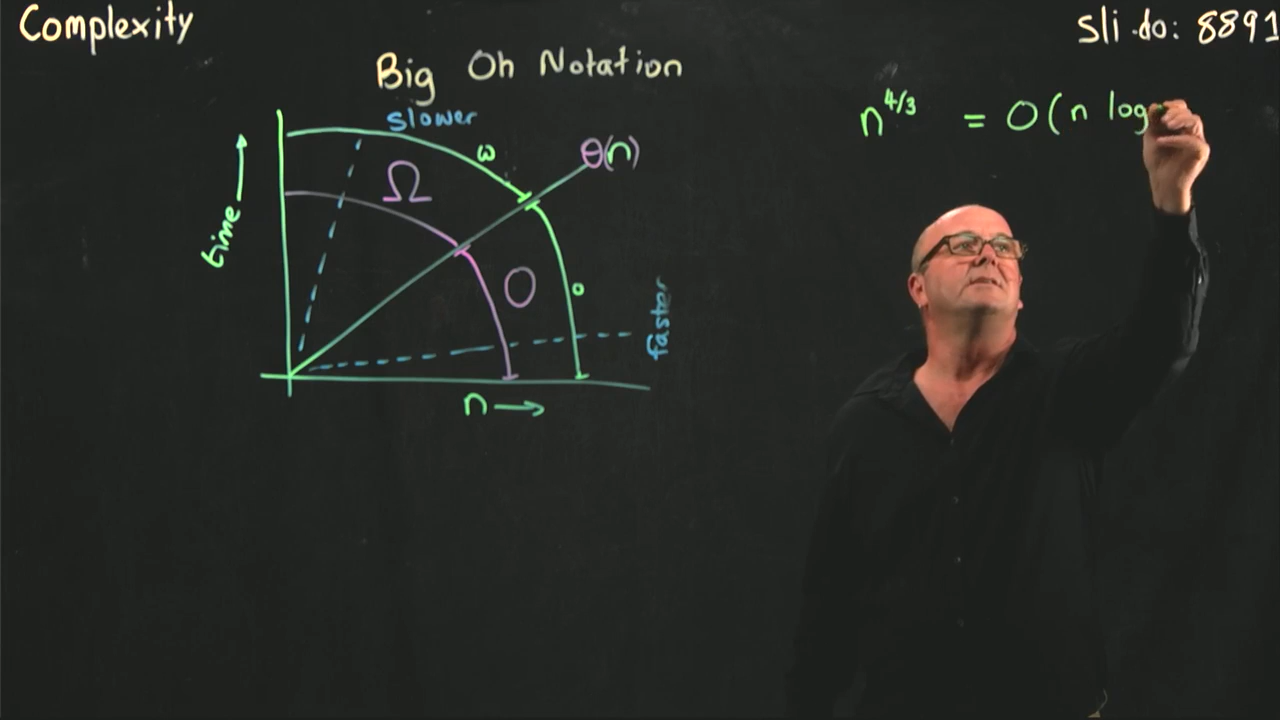 Complexity
sli.do: 8891
Big Oh Notation
slower
n^4/3 = O(n log
ω
θ(n)
Ω
time →
O
o
faster
n →